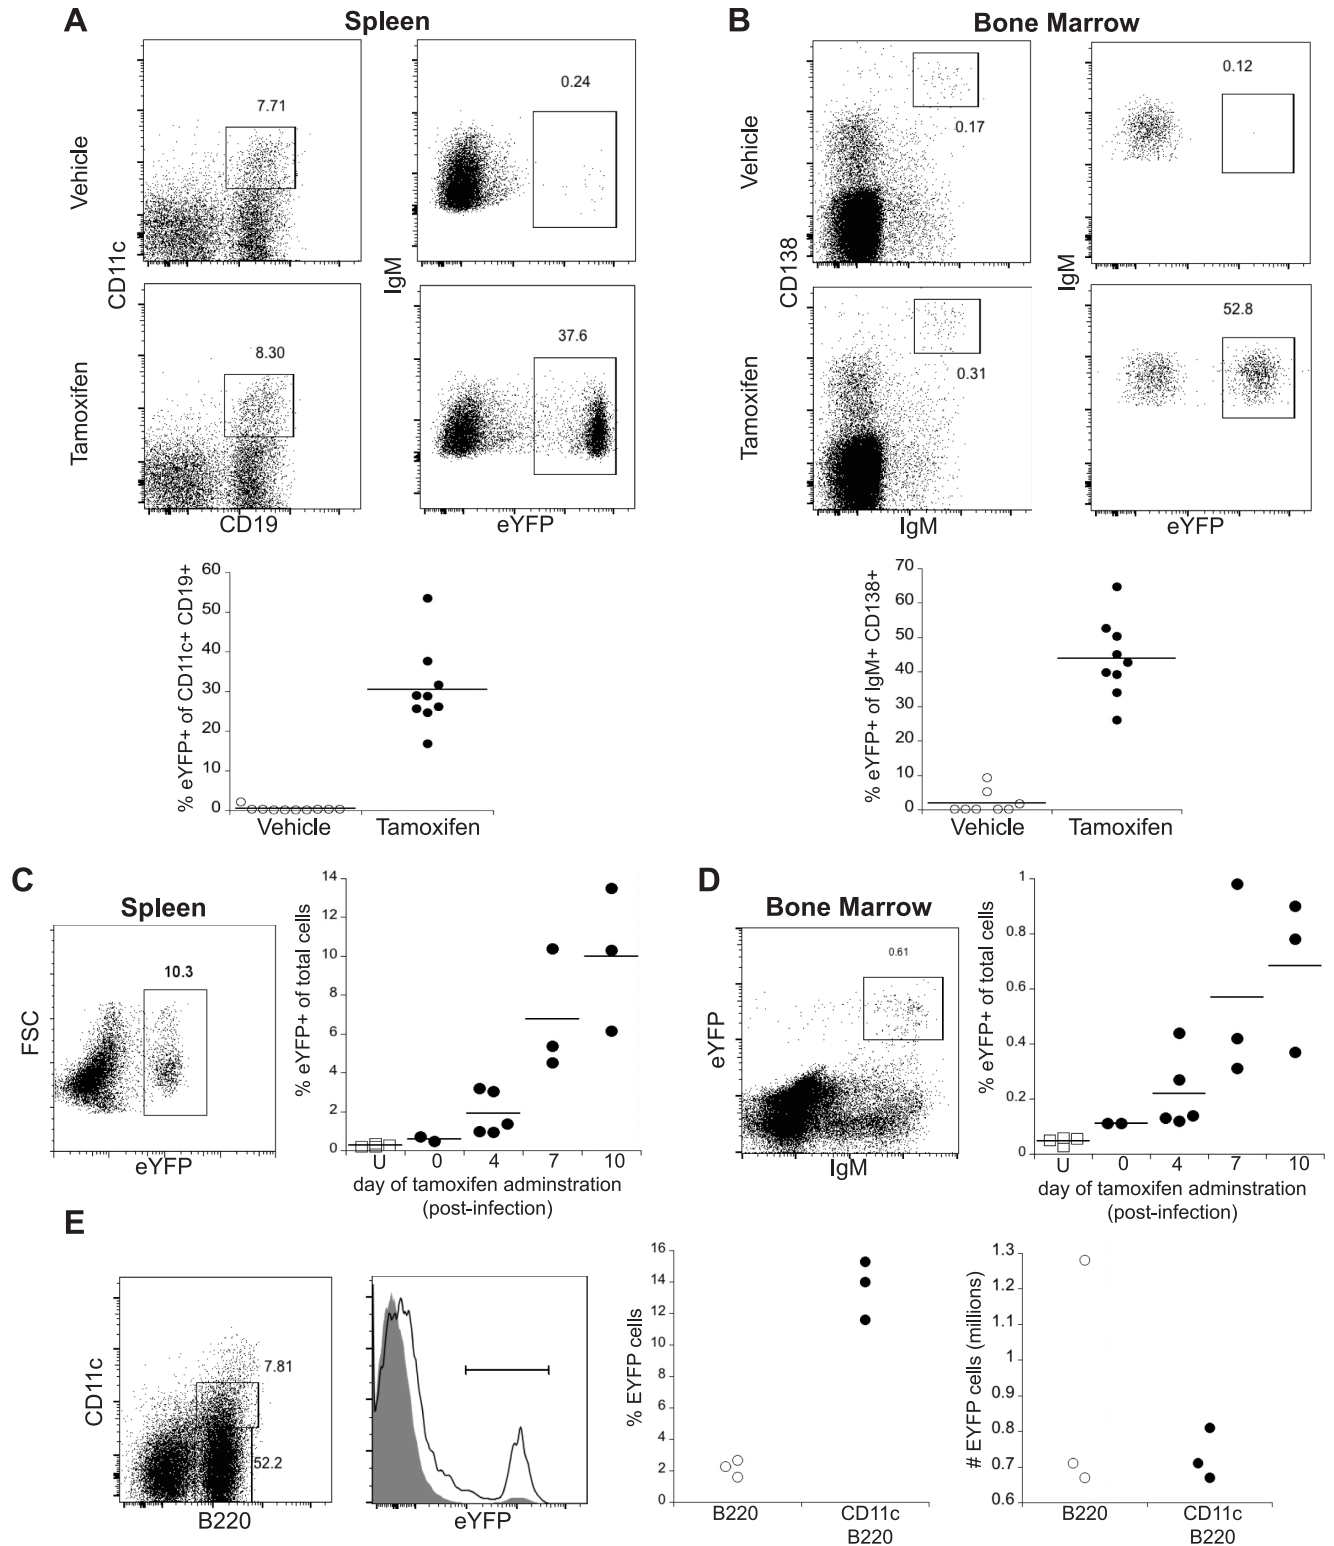 A
Spleen
Vehicle
7.71
0.24
CD11c
IgM
Tamoxifen
8.30
37.6
CD19
eYFP
% eYFP+ of CD11c+ CD19+
60
50
40
30
20
10
0
Vehicle
Tamoxifen
B
Bone Marrow
Vehicle
0.17
0.12
CD138
IgM
Tamoxifen
0.31
52.8
IgM
eYFP
% eYFP+ of IgM+ CD138+
70
60
50
40
30
20
10
0
Vehicle
Tamoxifen
C
Spleen
10.3
FSC
eYFP
% eYFP+ of total cells
14
12
10
8
6
4
2
0
U 0 4 7 10
day of tamoxifen adminstration
(post-infection)
D
Bone Marrow
0.61
eYFP
IgM
% eYFP+ of total cells
1
0.8
0.6
0.4
0.2
0
U 0 4 7 10
day of tamoxifen adminstration
(post-infection)
E
CD11c
7.81
52.2
B220
eYFP
% EYFP cells
16
14
12
10
8
6
4
2
0
B220
CD11c
B220
# EYFP cells (millions)
1.3
1.2
1.1
1
0.9
0.8
0.7
0.6
B220
CD11c
B220